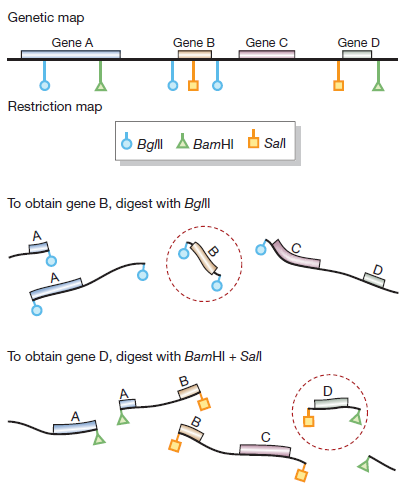 Genetic map
Gene A Gene B Gene C Gene D
Restriction map
BglII BamHI SalI
To obtain gene B, digest with BglII
A
B
C
A
D
To obtain gene D, digest with BamHI + SalI
B
D
A
A
B
C